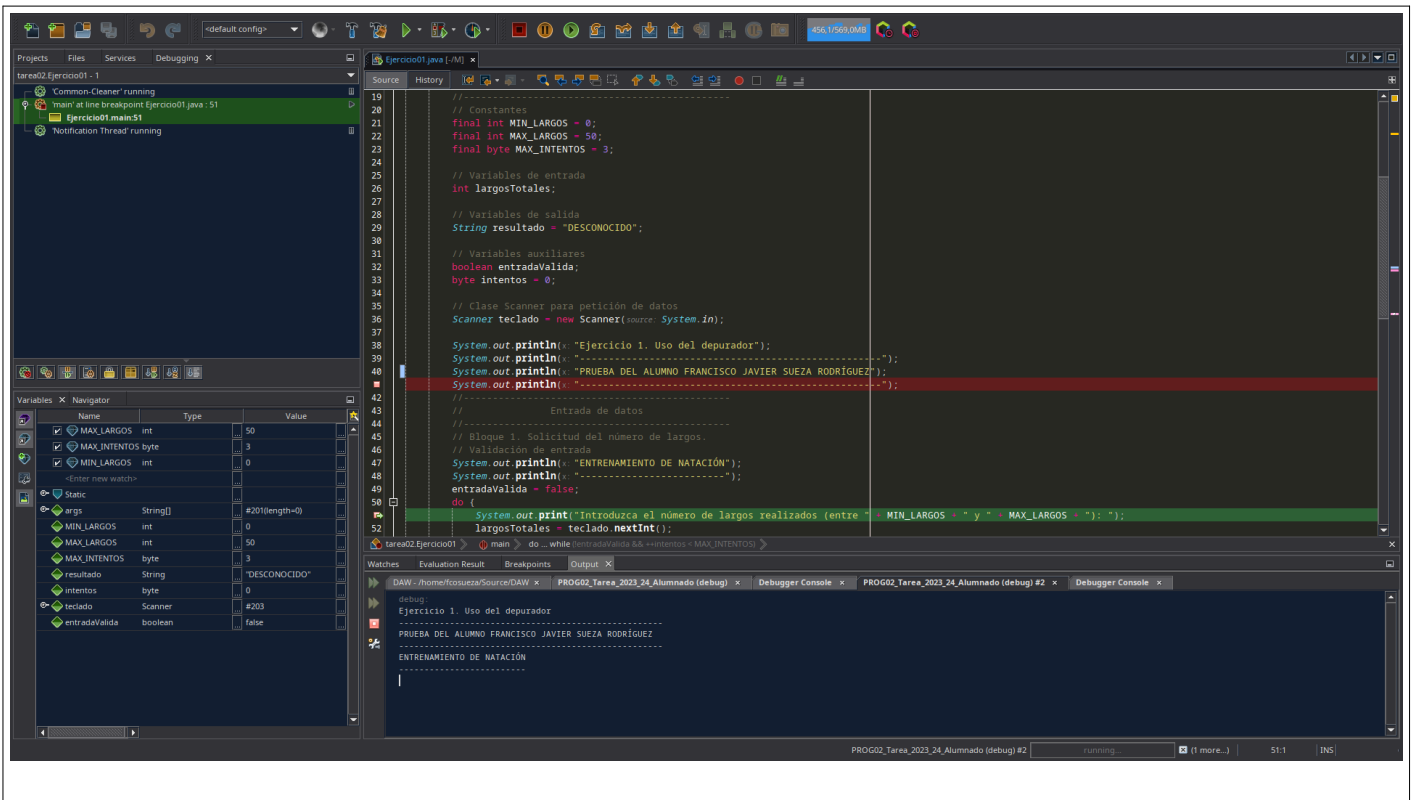 <default config>
456,1/569,0MB
Projects Files Services Debugging
tarea02.Ejercicio01 - 1
'Common-Cleaner' running
'main' at line breakpoint Ejercicio01.java : 51
Ejercicio01.main:51
'Notification Thread' running
Variables Navigator
Name Type Value
MAX_LARGOS int 50
MAX_INTENTOS byte 3
MIN_LARGOS int 0
<Enter new watch>
Static
args String[] #201(length=0)
MIN_LARGOS int 0
MAX_LARGOS int 50
MAX_INTENTOS byte 3
resultado String "DESCONOCIDO"
intentos byte 0
teclado Scanner #203
entradaValida boolean false
Ejercicio01.java [-/M]
Source History
19 //-----------------------------------------------
20 // Constantes
21 final int MIN_LARGOS = 0;
22 final int MAX_LARGOS = 50;
23 final byte MAX_INTENTOS = 3;
24
25 // Variables de entrada
26 int largosTotales;
27
28 // Variables de salida
29 String resultado = "DESCONOCIDO";
30
31 // Variables auxiliares
32 boolean entradaValida;
33 byte intentos = 0;
34
35 // Clase Scanner para petición de datos
36 Scanner teclado = new Scanner(source: System.in);
37
38 System.out.println(x: "Ejercicio 1. Uso del depurador");
39 System.out.println(x: "----------------------------------------------------");
40 System.out.println(x: "PRUEBA DEL ALUMNO FRANCISCO JAVIER SUEZA RODRÍGUEZ");
System.out.println(x: "----------------------------------------------------");
42 //-----------------------------------------------
43 // Entrada de datos
44 //-----------------------------------------------
45 // Bloque 1. Solicitud del número de largos.
46 // Validación de entrada
47 System.out.println(x: "ENTRENAMIENTO DE NATACIÓN");
48 System.out.println(x: "-------------------------");
49 entradaValida = false;
50 do {
System.out.print("Introduzca el número de largos realizados (entre " + MIN_LARGOS + " y " + MAX_LARGOS + "): ");
52 largosTotales = teclado.nextInt();
tarea02.Ejercicio01 main do ... while (!entradaValida && ++intentos < MAX_INTENTOS)
Watches Evaluation Result Breakpoints Output
DAW - /home/fcosueza/Source/DAW PROG02_Tarea_2023_24_Alumnado (debug) Debugger Console PROG02_Tarea_2023_24_Alumnado (debug) #2 Debugger Console
debug:
Ejercicio 1. Uso del depurador
----------------------------------------------------
PRUEBA DEL ALUMNO FRANCISCO JAVIER SUEZA RODRÍGUEZ
----------------------------------------------------
ENTRENAMIENTO DE NATACIÓN
-------------------------
PROG02_Tarea_2023_24_Alumnado (debug) #2 running... (1 more...) 51:1 INS